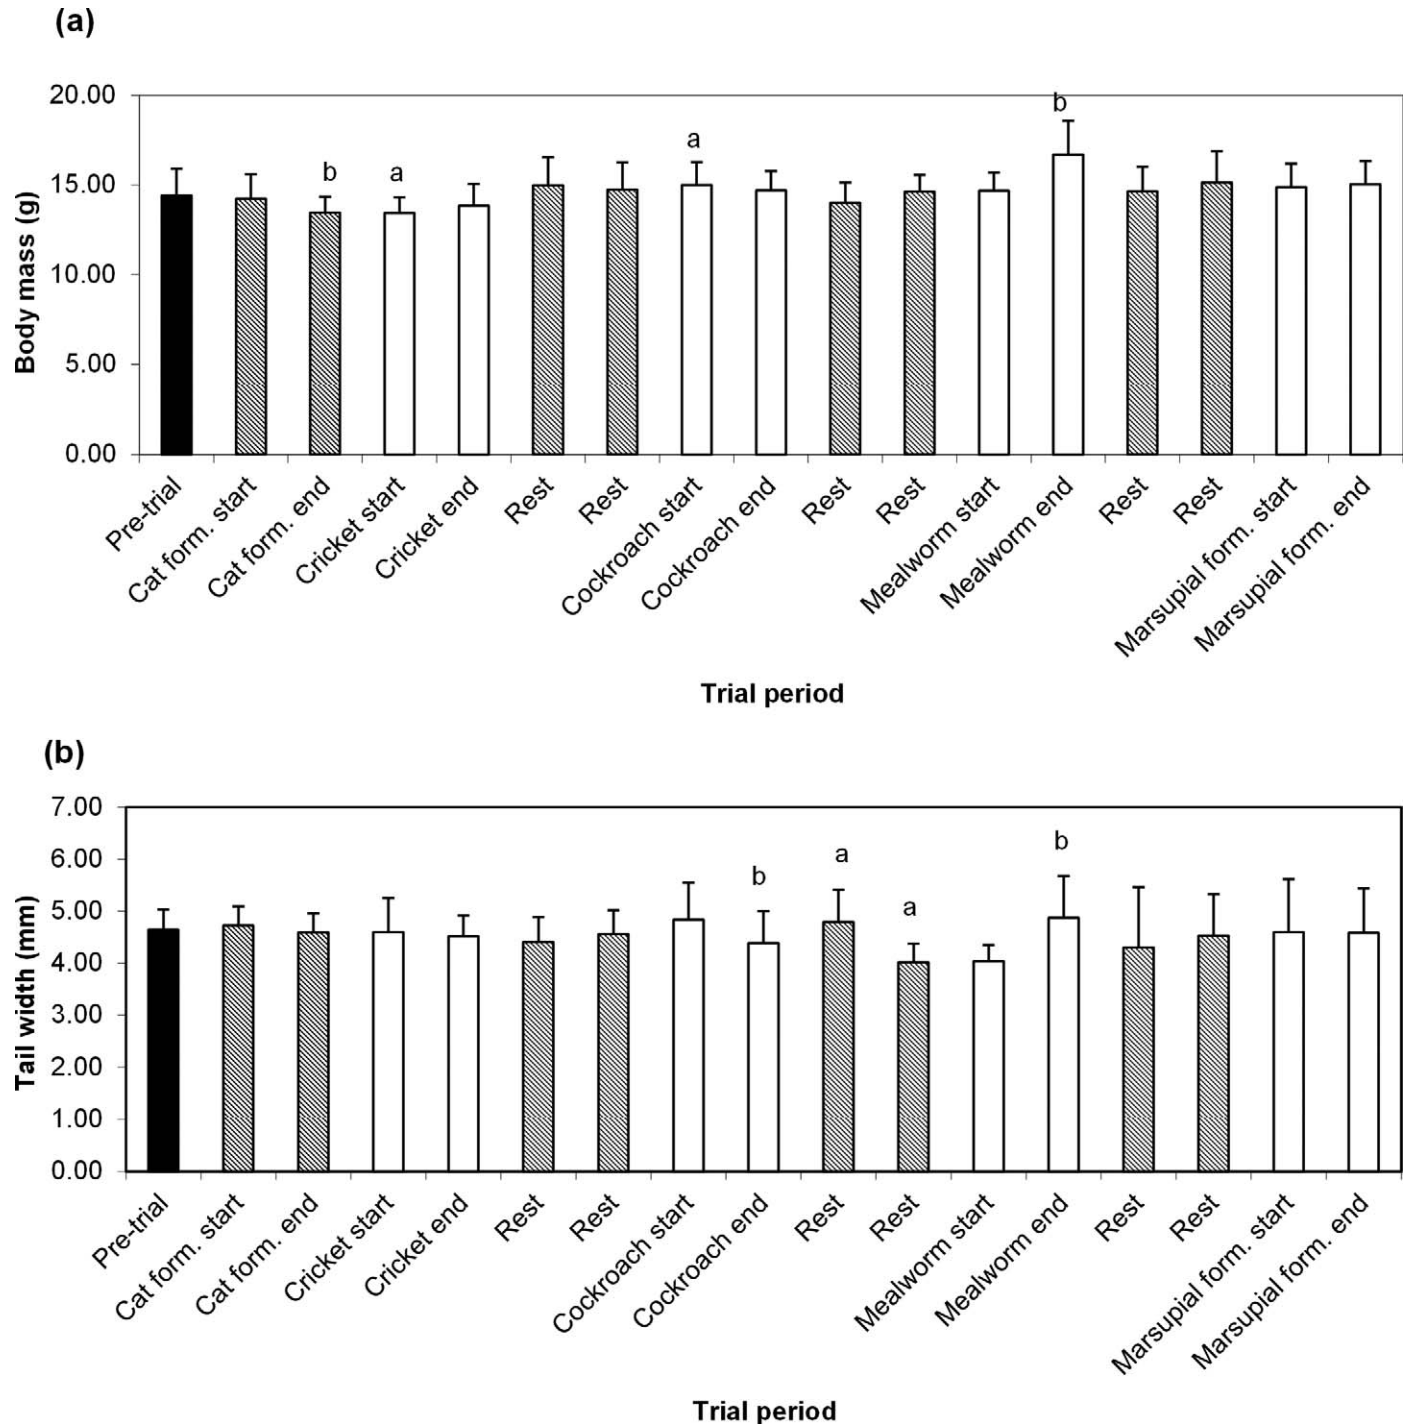 (a)
20.00
15.00
10.00
5.00
0.00
Body mass (g)
b
a
a
b
Pre-trial
Cat form. start
Cat form. end
Cricket start
Cricket end
Rest
Rest
Cockroach start
Cockroach end
Rest
Rest
Mealworm start
Mealworm end
Rest
Rest
Marsupial form. start
Marsupial form. end
Trial period
(b)
7.00
6.00
5.00
4.00
3.00
2.00
1.00
0.00
Tail width (mm)
b
a
a
b
Pre-trial
Cat form. start
Cat form. end
Cricket start
Cricket end
Rest
Rest
Cockroach start
Cockroach end
Rest
Rest
Mealworm start
Mealworm end
Rest
Rest
Marsupial form. start
Marsupial form. end
Trial period